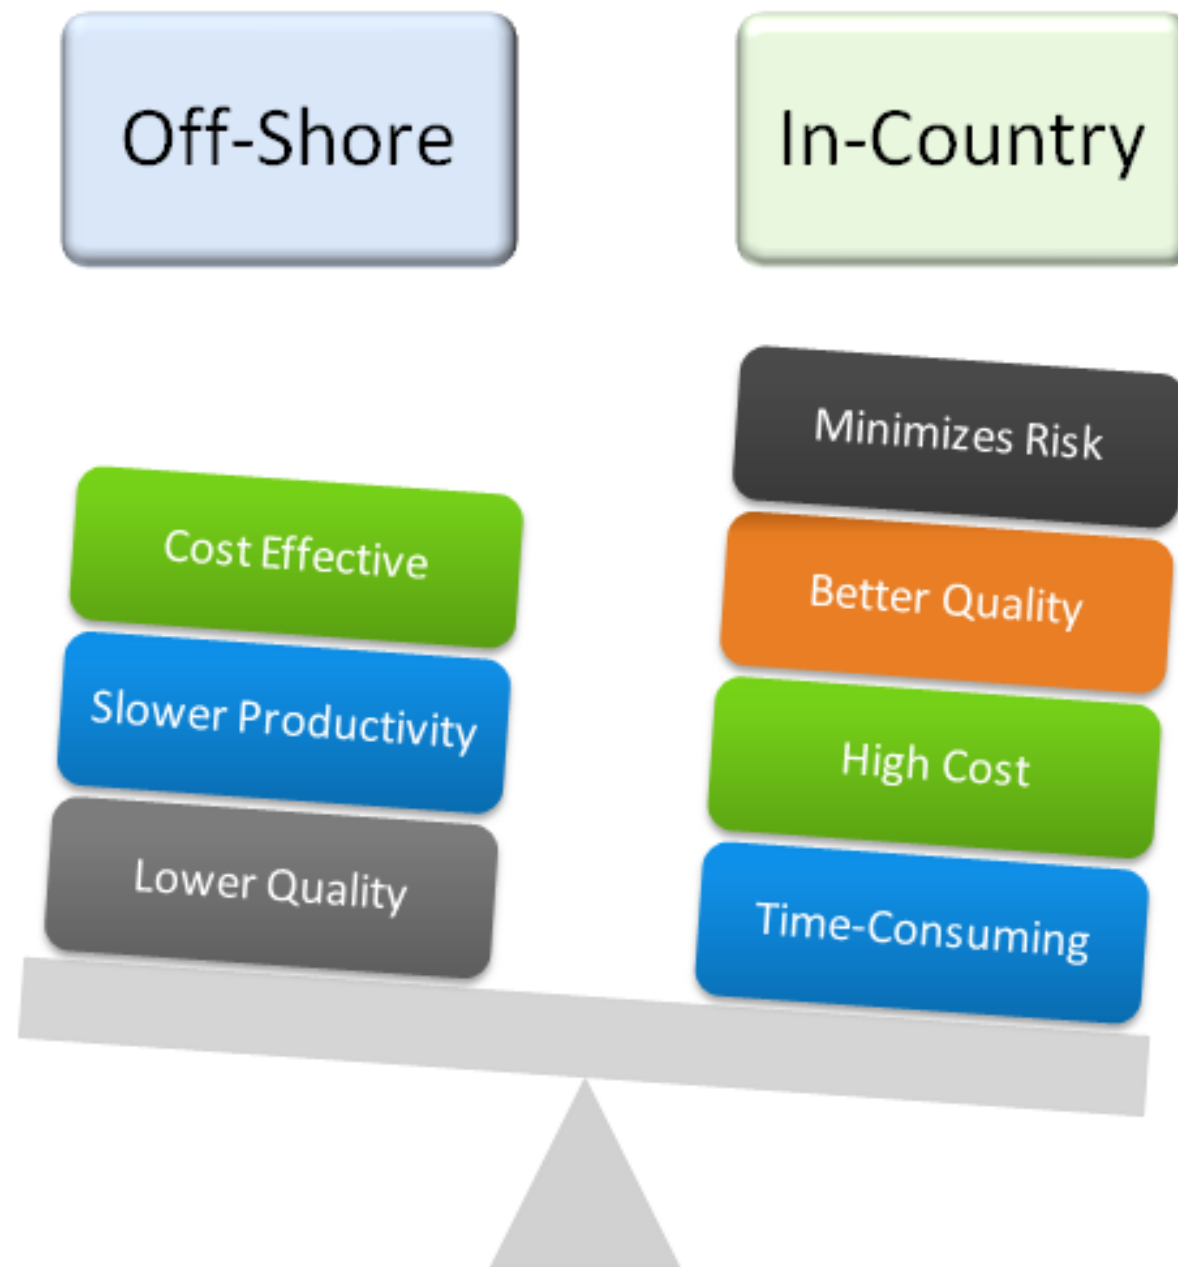 Off-Shore
In-Country
Cost Effective
Slower Productivity
Lower Quality
Minimizes Risk
Better Quality
High Cost
Time-Consuming